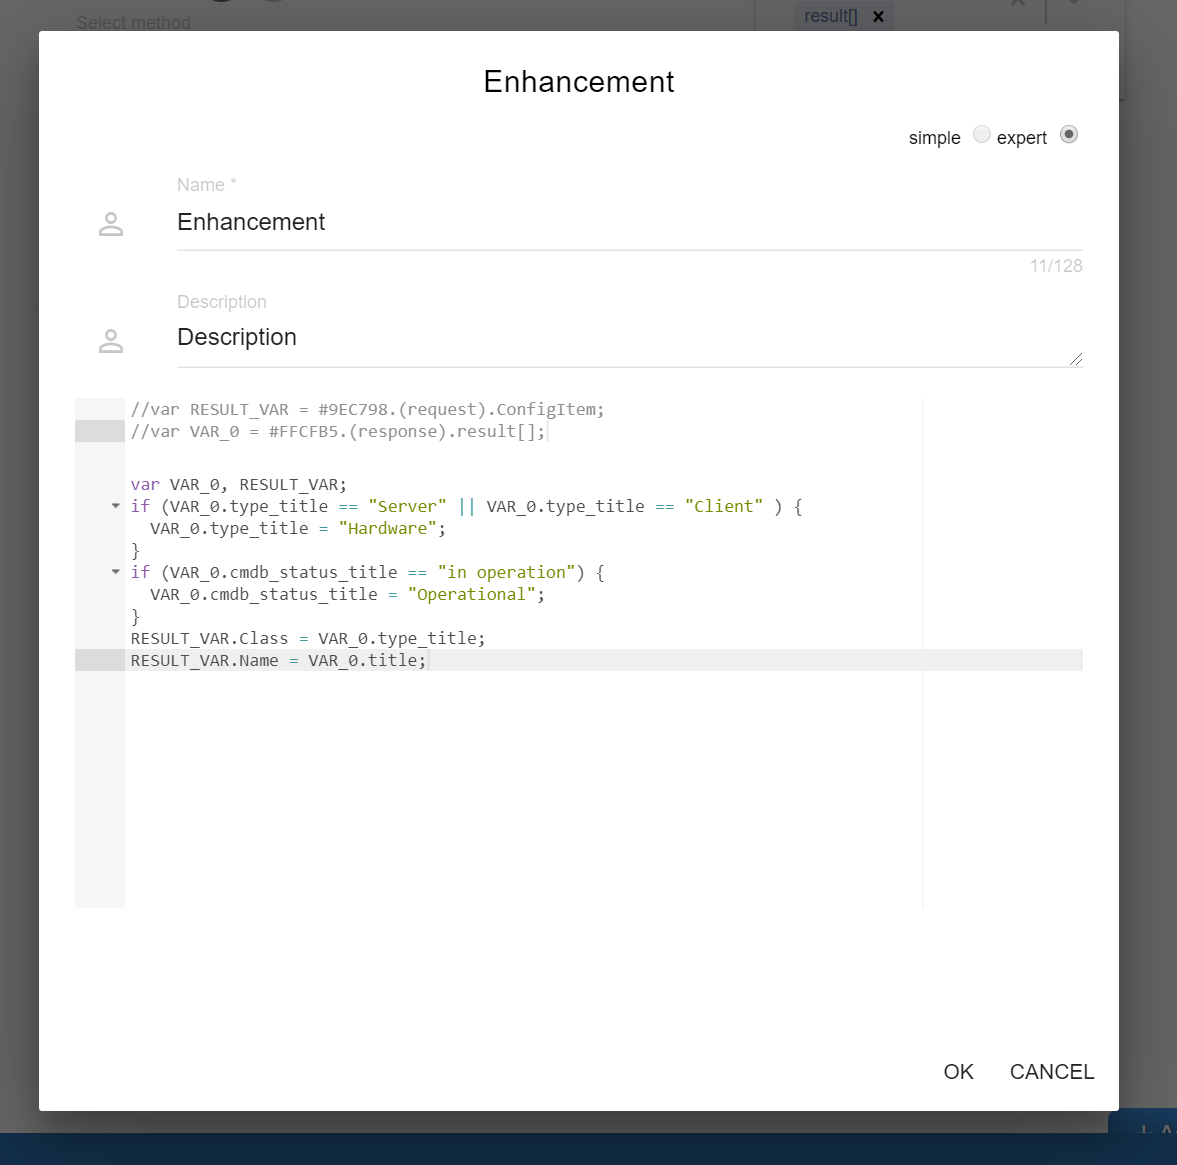 Select method
result[] ×
Enhancement
simple expert
Name *
Enhancement
11/128
Description
Description
//var RESULT_VAR = #9EC798.(request).ConfigItem;
//var VAR_0 = #FFCFB5.(response).result[];
var VAR_0, RESULT_VAR;
if (VAR_0.type_title == "Server" || VAR_0.type_title == "Client" ) {
  VAR_0.type_title = "Hardware";
}
if (VAR_0.cmdb_status_title == "in operation") {
  VAR_0.cmdb_status_title = "Operational";
}
RESULT_VAR.Class = VAR_0.type_title;
RESULT_VAR.Name = VAR_0.title;
OK CANCEL